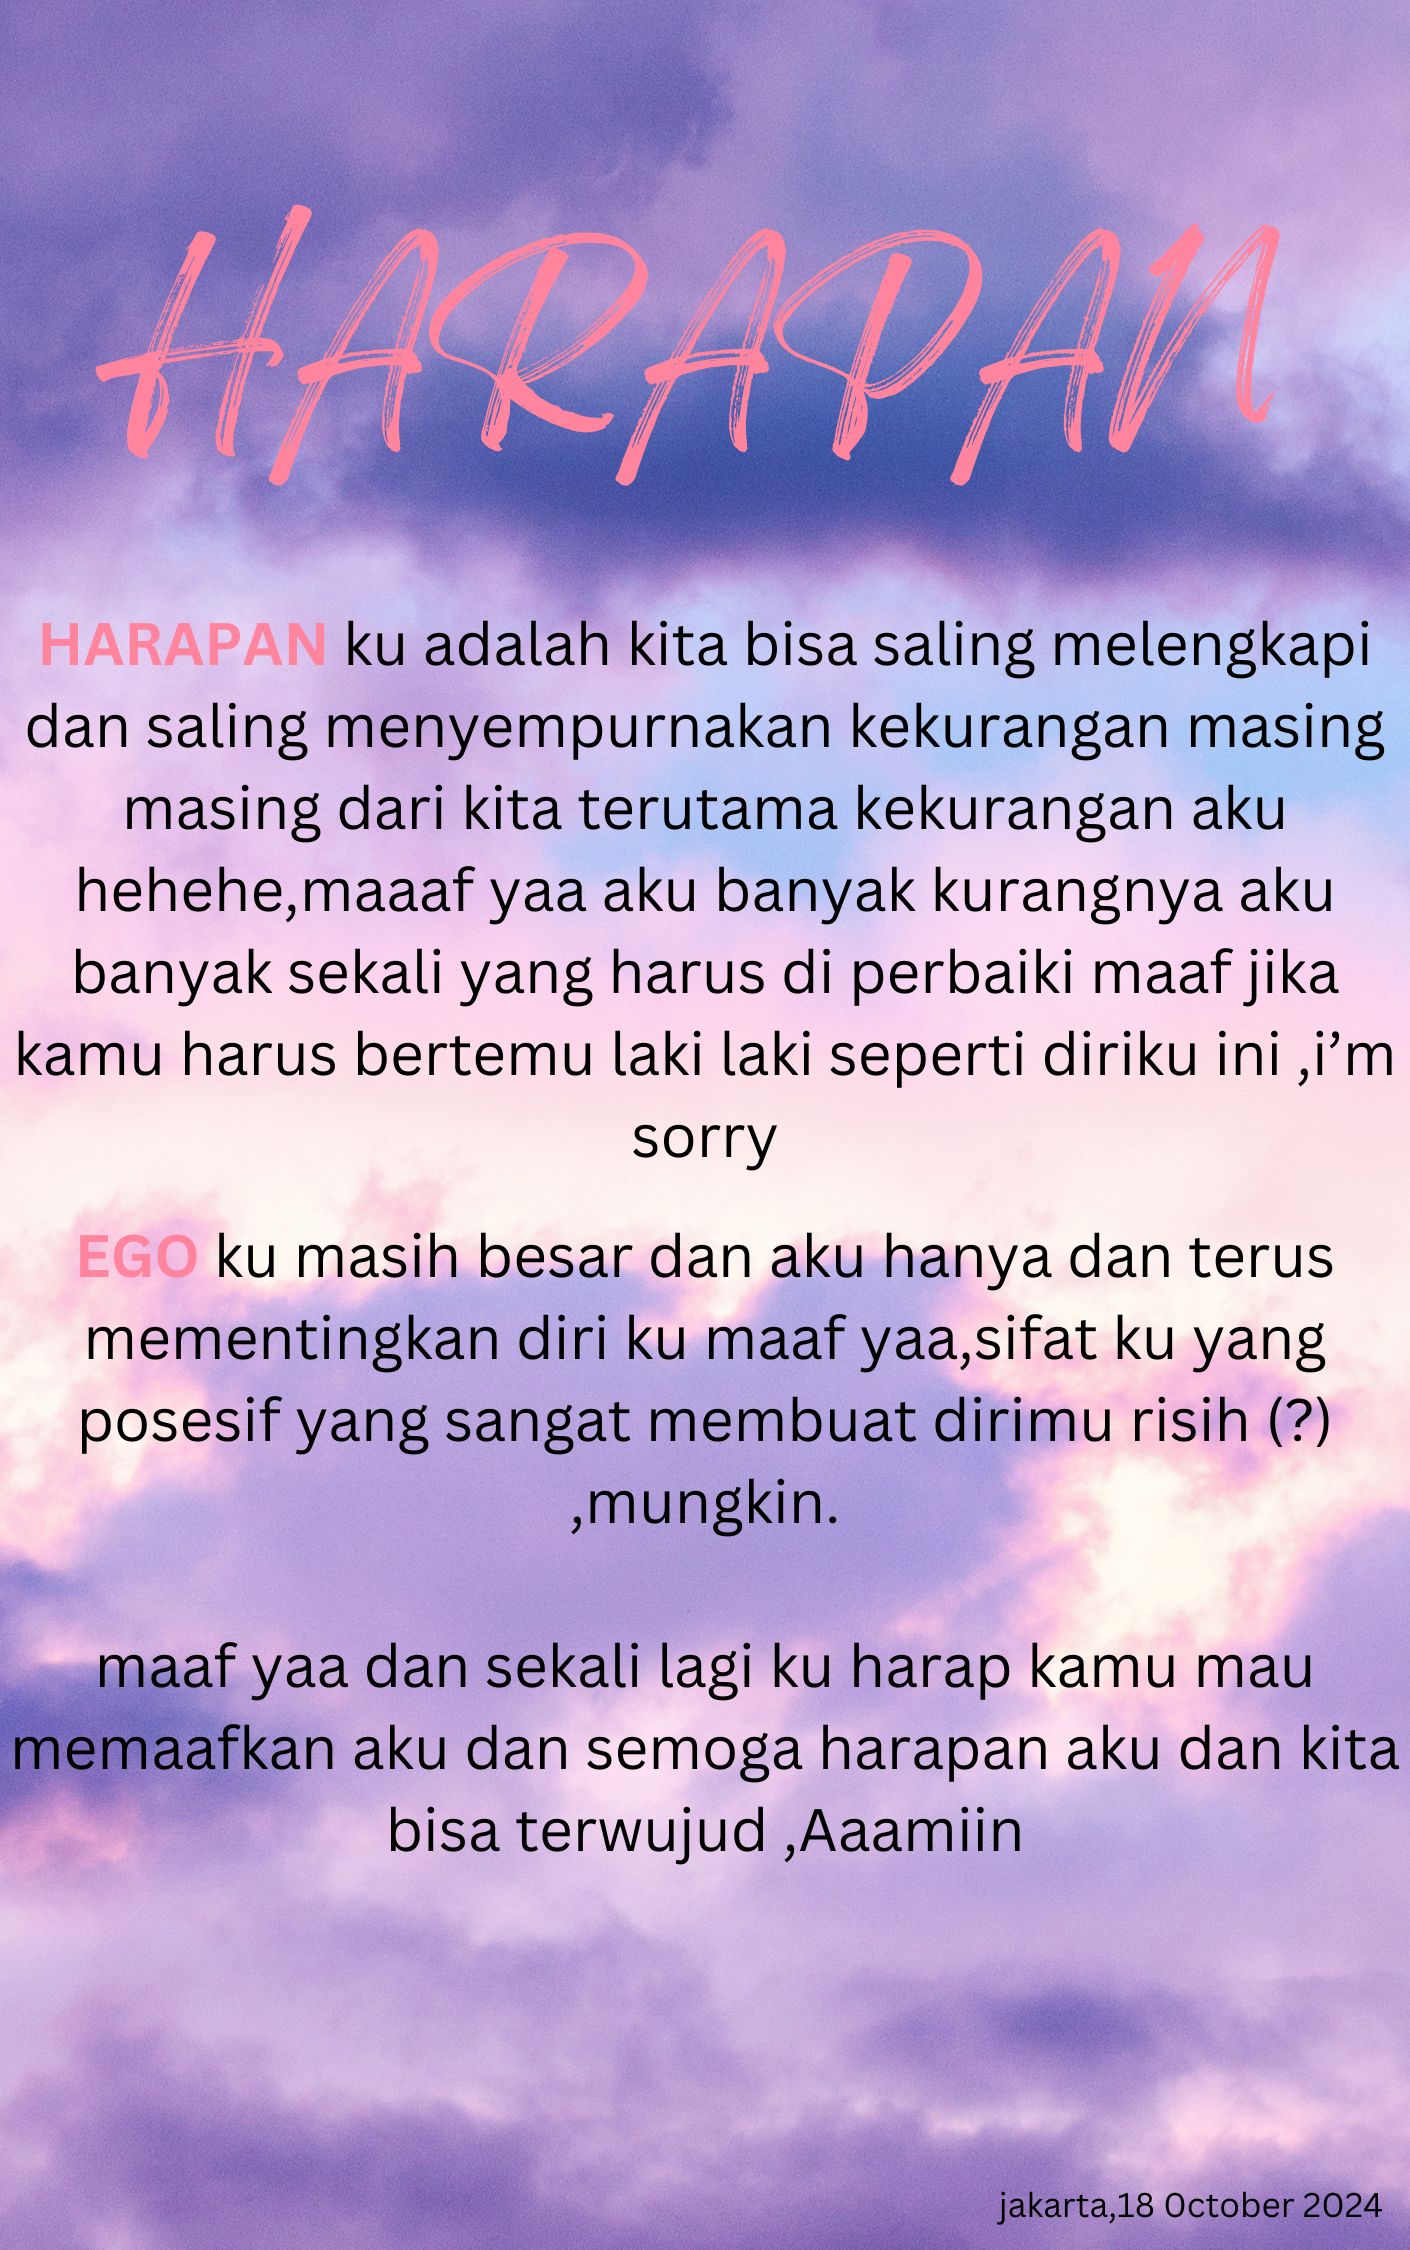 HARAPAN
HARAPAN ku adalah kita bisa saling melengkapi
dan saling menyempurnakan kekurangan masing
masing dari kita terutama kekurangan aku
hehehe,maaaf yaa aku banyak kurangnya aku
banyak sekali yang harus di perbaiki maaf jika
kamu harus bertemu laki laki seperti diriku ini ,i’m
sorry
EGO ku masih besar dan aku hanya dan terus
mementingkan diri ku maaf yaa,sifat ku yang
posesif yang sangat membuat dirimu risih (?)
,mungkin.
maaf yaa dan sekali lagi ku harap kamu mau
memaafkan aku dan semoga harapan aku dan kita
bisa terwujud ,Aaamiin
jakarta,18 October 2024